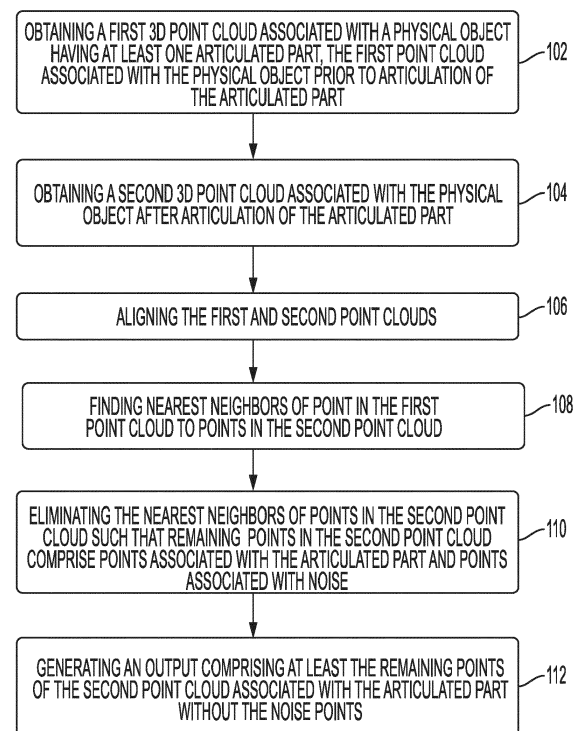 OBTAINING A FIRST 3D POINT CLOUD ASSOCIATED WITH A PHYSICAL OBJECT
HAVING AT LEAST ONE ARTICULATED PART, THE FIRST POINT CLOUD
ASSOCIATED WITH THE PHYSICAL OBJECT PRIOR TO ARTICULATION OF
THE ARTICULATED PART
102
OBTAINING A SECOND 3D POINT CLOUD ASSOCIATED WITH THE PHYSICAL
OBJECT AFTER ARTICULATION OF THE ARTICULATED PART
104
ALIGNING THE FIRST AND SECOND POINT CLOUDS
106
FINDING NEAREST NEIGHBORS OF POINT IN THE FIRST
POINT CLOUD TO POINTS IN THE SECOND POINT CLOUD
108
ELIMINATING THE NEAREST NEIGHBORS OF POINTS IN THE SECOND POINT
CLOUD SUCH THAT REMAINING POINTS IN THE SECOND POINT CLOUD
COMPRISE POINTS ASSOCIATED WITH THE ARTICULATED PART AND POINTS
ASSOCIATED WITH NOISE
110
GENERATING AN OUTPUT COMPRISING AT LEAST THE REMAINING POINTS
OF THE SECOND POINT CLOUD ASSOCIATED WITH THE ARTICULATED PART
WITHOUT THE NOISE POINTS
112